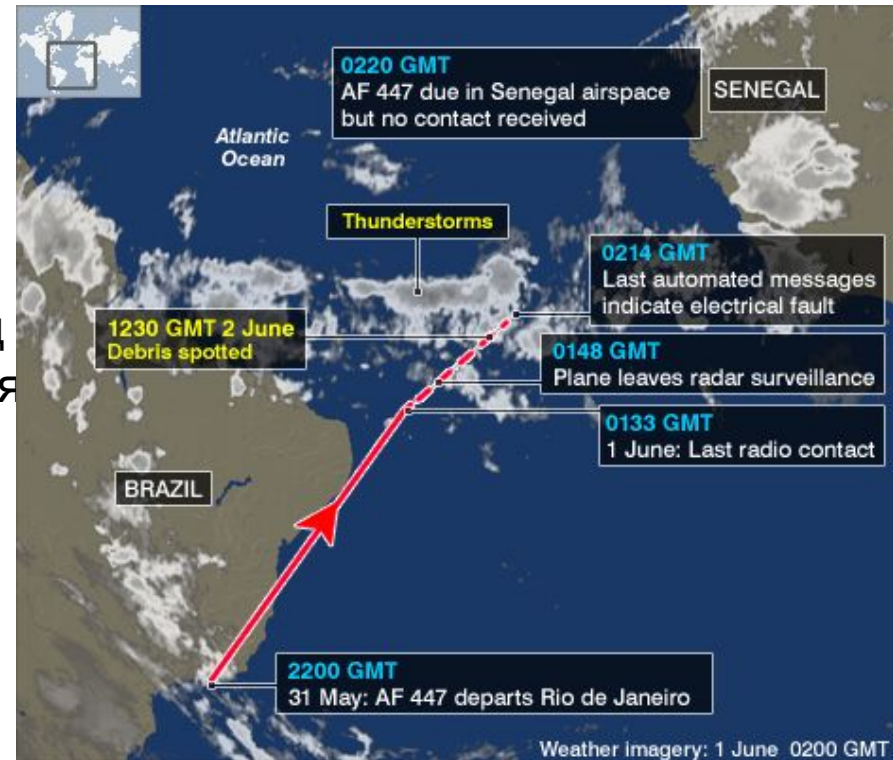 0220 GMT
AF 447 due in Senegal airspace
but no contact received
SENEGAL
Atlantic
Ocean
Thunderstorms
0214 GMT
Last automated messages
indicate electrical fault
1230 GMT 2 June
Debris spotted
0148 GMT
Plane leaves radar surveillance
0133 GMT
1 June: Last radio contact
BRAZIL
2200 GMT
31 May: AF 447 departs Rio de Janeiro
Weather imagery: 1 June 0200 GMT